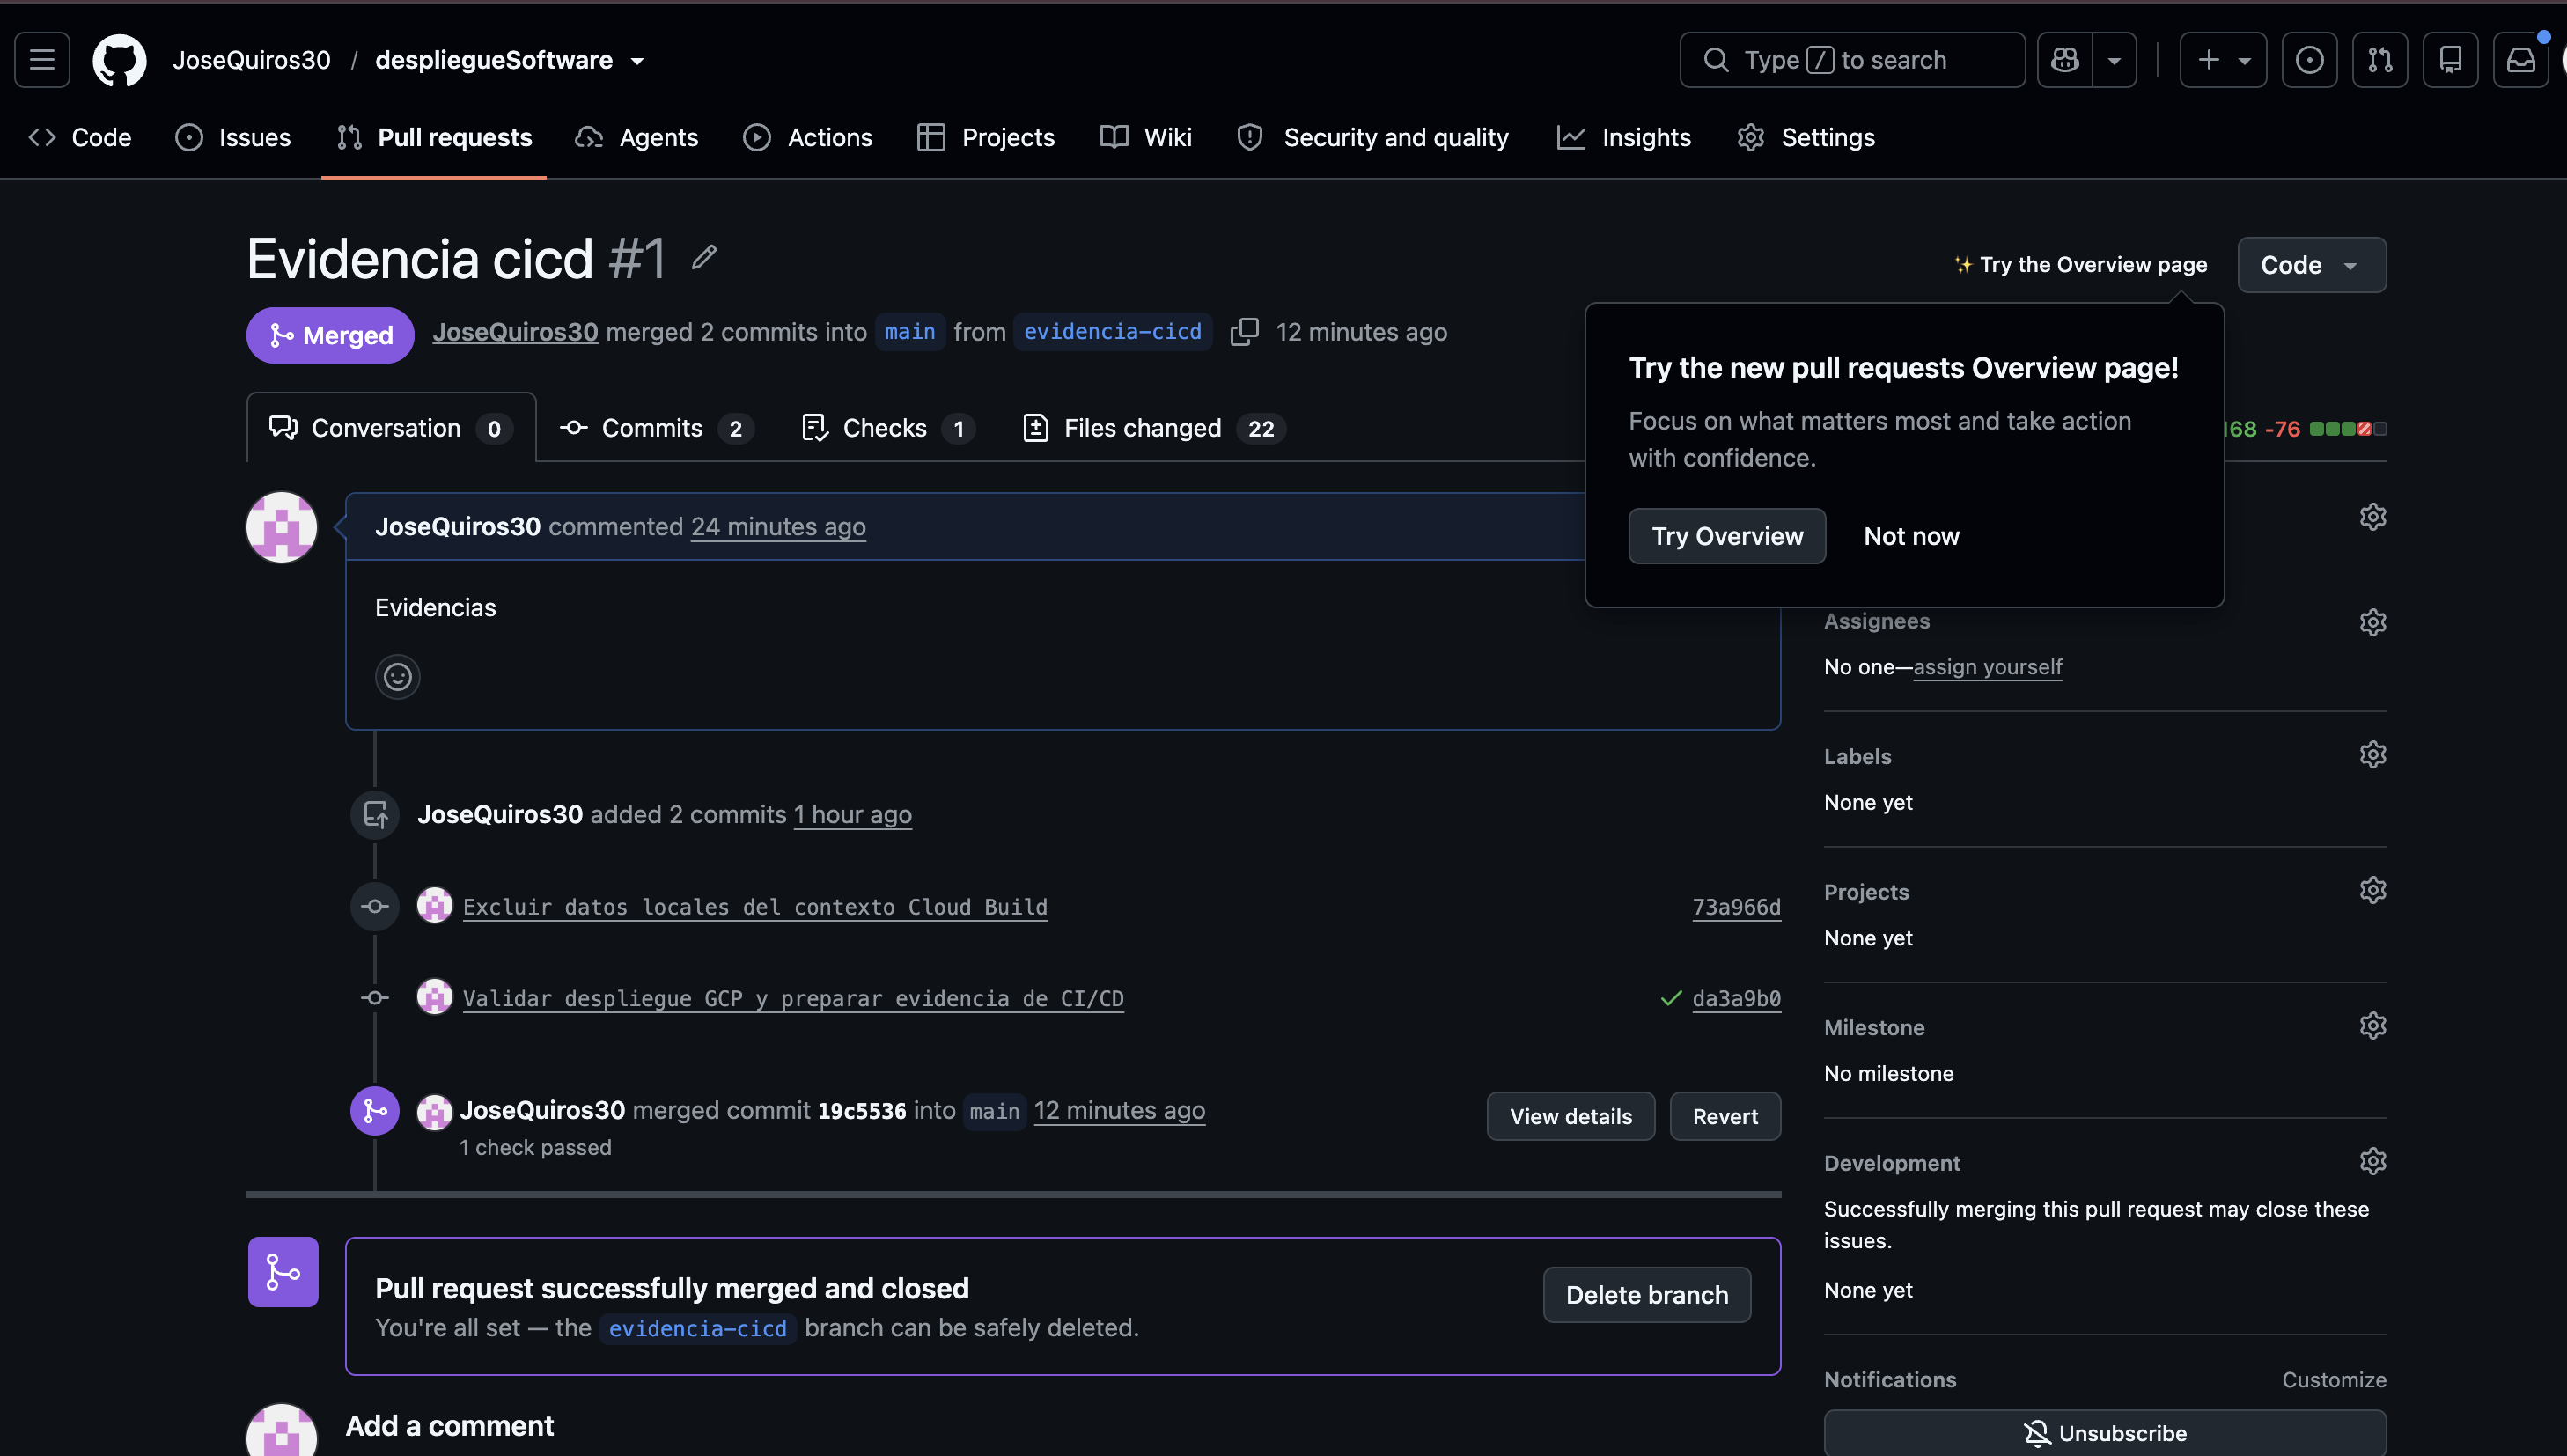 JoseQuiros30 / despliegueSoftware
Type / to search
Code
Issues
Pull requests
Agents
Actions
Projects
Wiki
Security and quality
Insights
Settings
Evidencia cicd #1
Try the Overview page
Code
Merged
JoseQuiros30 merged 2 commits into main from evidencia-cicd 12 minutes ago
Try the new pull requests Overview page!
Focus on what matters most and take action
with confidence.
Try Overview
Not now
Conversation 0
Commits 2
Checks 1
Files changed 22
68 -76
JoseQuiros30 commented 24 minutes ago
Evidencias
Assignees
No one—assign yourself
Labels
None yet
JoseQuiros30 added 2 commits 1 hour ago
Excluir datos locales del contexto Cloud Build 73a966d
Projects
None yet
Validar despliegue GCP y preparar evidencia de CI/CD da3a9b0
Milestone
No milestone
JoseQuiros30 merged commit 19c5536 into main 12 minutes ago
1 check passed
View details
Revert
Development
Successfully merging this pull request may close these
issues.
None yet
Pull request successfully merged and closed
You're all set — the evidencia-cicd branch can be safely deleted.
Delete branch
Notifications
Customize
Unsubscribe
Add a comment